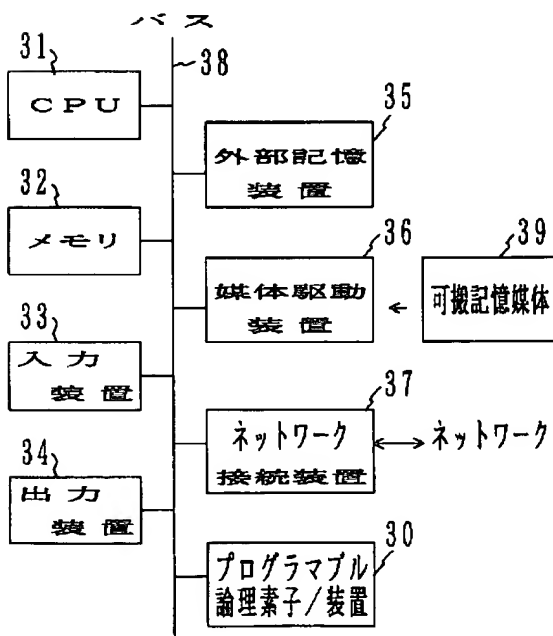 バス
38
31
CPU
32
メモリ
33
入力
装置
34
出力
装置
35
外部記憶
装置
36
媒体駆動
装置
39
可搬記憶媒体
37
ネットワーク
接続装置
ネットワーク
30
プログラマブル
論理素子/装置